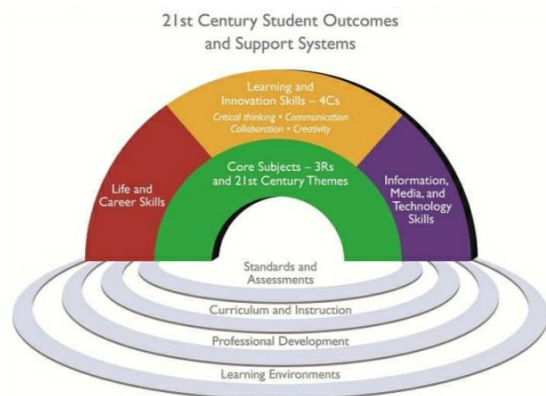 21st Century Student Outcomes
and Support Systems
Learning and
Innovation Skills – 4Cs
Critical thinking • Communication
Collaboration • Creativity
Core Subjects – 3Rs
and 21st Century Themes
Life and
Career Skills
Information,
Media, and
Technology
Skills
Standards and
Assessments
Curriculum and Instruction
Professional Development
Learning Environments